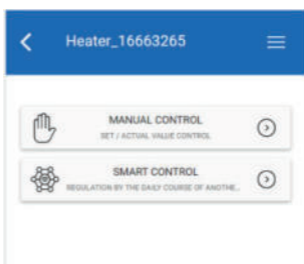 Heater_16663265
MANUAL CONTROL
SET / ACTUAL VALUE CONTROL
SMART CONTROL
REGULATION BY THE DAILY COURSE OF ANOTHE...